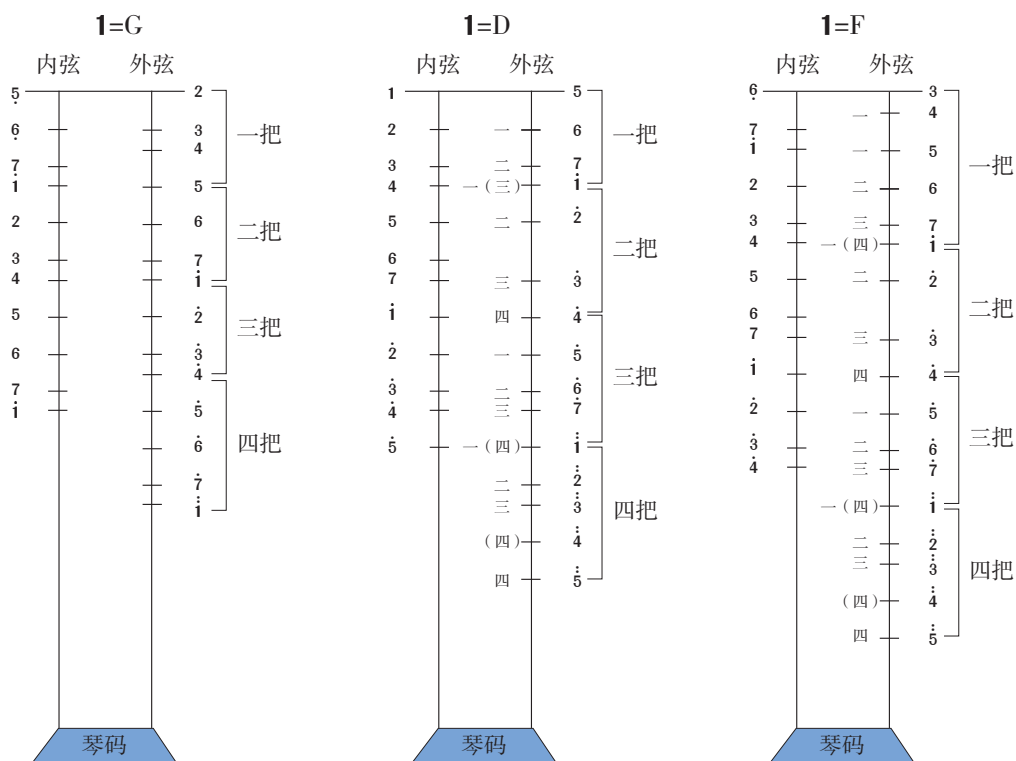 1=G
内弦 外弦
5̣
6̣
7̣
1
2
3
4
5
6
7
1̇
2
3
4
5
6
7
1̇
2̇
3̇
4̇
5̇
6̇
7̇
1̈
一把
二把
三把
四把
琴码
1=D
内弦 外弦
1
2
3
4
5
6
7
1̇
2̇
3̇
4̇
5̇
一
二
一(三)
二
三
四
一
二
三
一(四)
二
三
(四)
四
5
6
7
1̇
2̇
3̇
4̇
5̇
6̇
7̇
1̈
2̈
3̈
4̈
5̈
一把
二把
三把
四把
琴码
1=F
内弦 外弦
6̣
7̣
1
2
3
4
5
6
7
1̇
2̇
3̇
4̇
一
一
二
三
一(四)
二
三
四
一
二
三
一(四)
二
三
(四)
四
3
4
5
6
7
1̇
2̇
3̇
4̇
5̇
6̇
7̇
1̈
2̈
3̈
4̈
5̈
一把
二把
三把
四把
琴码